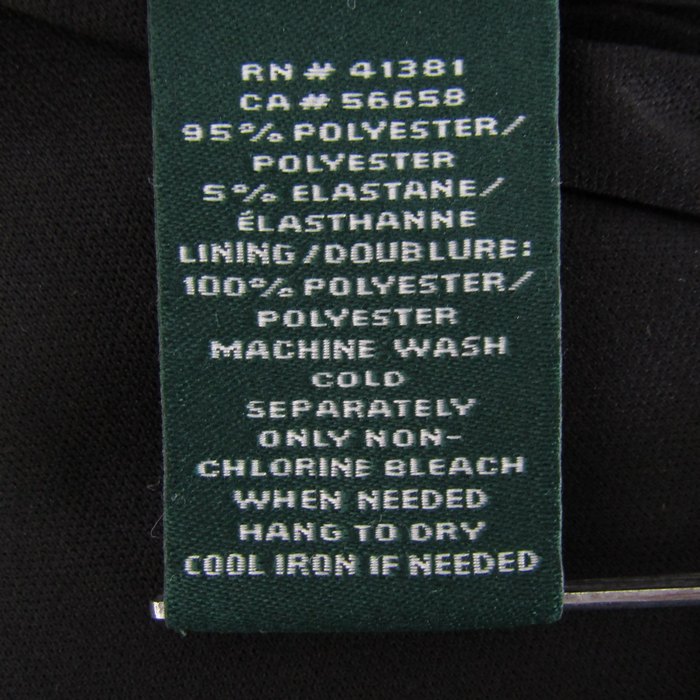 RN # 41381
CA # 56658
95% POLYESTER/
POLYESTER
5% ELASTANE/
ÉLASTHANNE
LINING/DOUBLURE:
100% POLYESTER/
POLYESTER
MACHINE WASH
COLD
SEPARATELY
ONLY NON-
CHLORINE BLEACH
WHEN NEEDED
HANG TO DRY
COOL IRON IF NEEDED